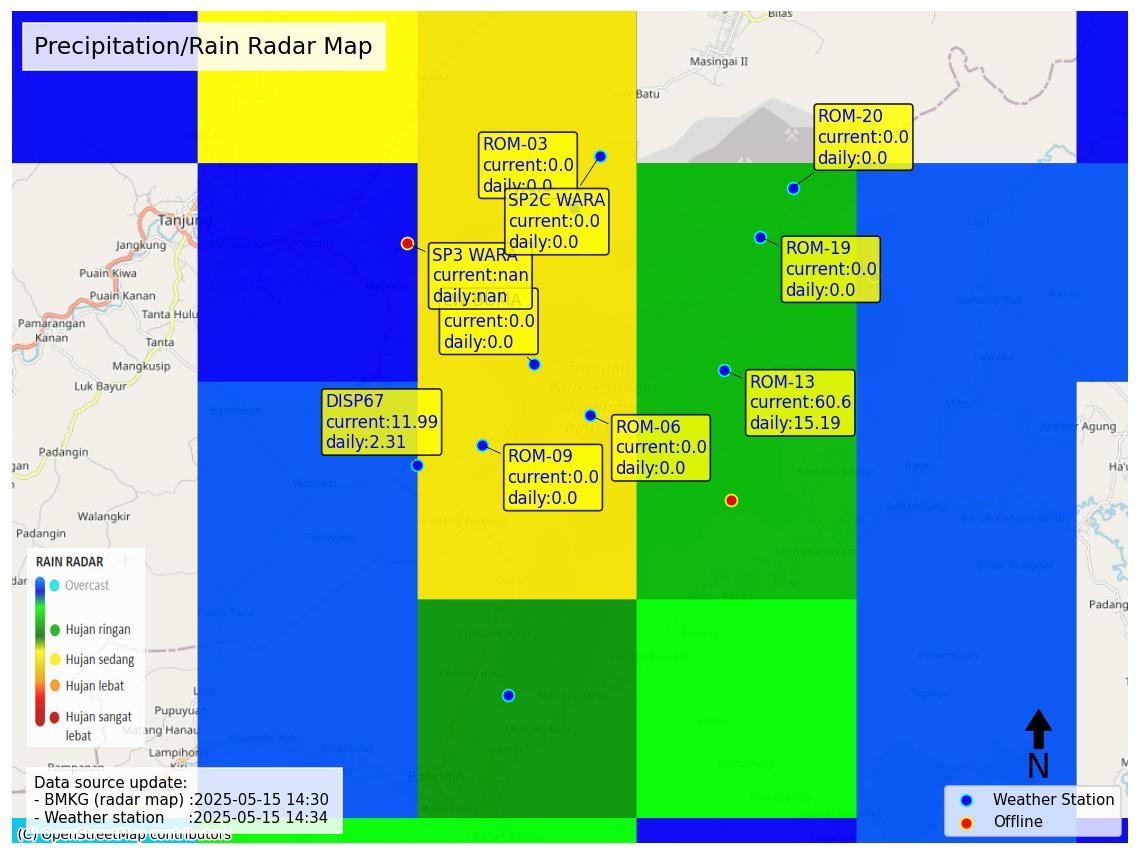 Precipitation/Rain Radar Map
Bilas
Masingai II
Batu
ROM-20
current:0.0
daily:0.0
ROM-03
current:0.0
daily:0.0
SP2C WARA
current:0.0
daily:0.0
Tanjung
Jangkung
Puain Kiwa
Puain Kanan
Tanta Hulu
Pamarangan
Kanan
Tanta
Mangkusip
Luk Bayur
SP3 WARA
current:nan
daily:nan
current:0.0
daily:0.0
ROM-19
current:0.0
daily:0.0
ROM-13
current:60.6
daily:15.19
DISP67
current:11.99
daily:2.31
ROM-06
current:0.0
daily:0.0
ROM-09
current:0.0
daily:0.0
Sumber Agung
Padangin
Walangkir
Padangin
RAIN RADAR
Overcast
Hujan ringan
Hujan sedang
Hujan lebat
Hujan sangat
lebat
Pupuyuan
Matang Hanau
Lampihong
Kiri
Paringin
N
Data source update:
- BMKG (radar map) :2025-05-15 14:30
- Weather station :2025-05-15 14:34
(C) OpenStreetMap contributors
Weather Station
Offline